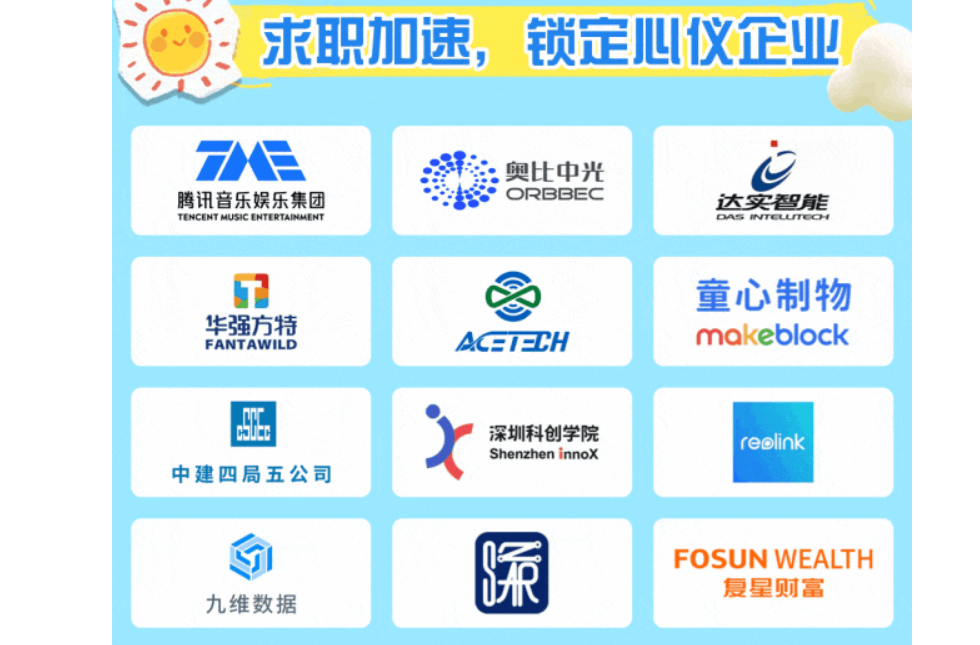 求职加速，锁定心仪企业
TME
腾讯音乐娱乐集团
TENCENT MUSIC ENTERTAINMENT
奥比中光
ORBBEC
达实智能
DAS INTELLITECH
华强方特
FANTAWILD
ACETECH
童心制物
makeblock
CSCEC
中建四局五公司
深圳科创学院
Shenzhen innoX
reolink
九维数据
FOSUN WEALTH
复星财富